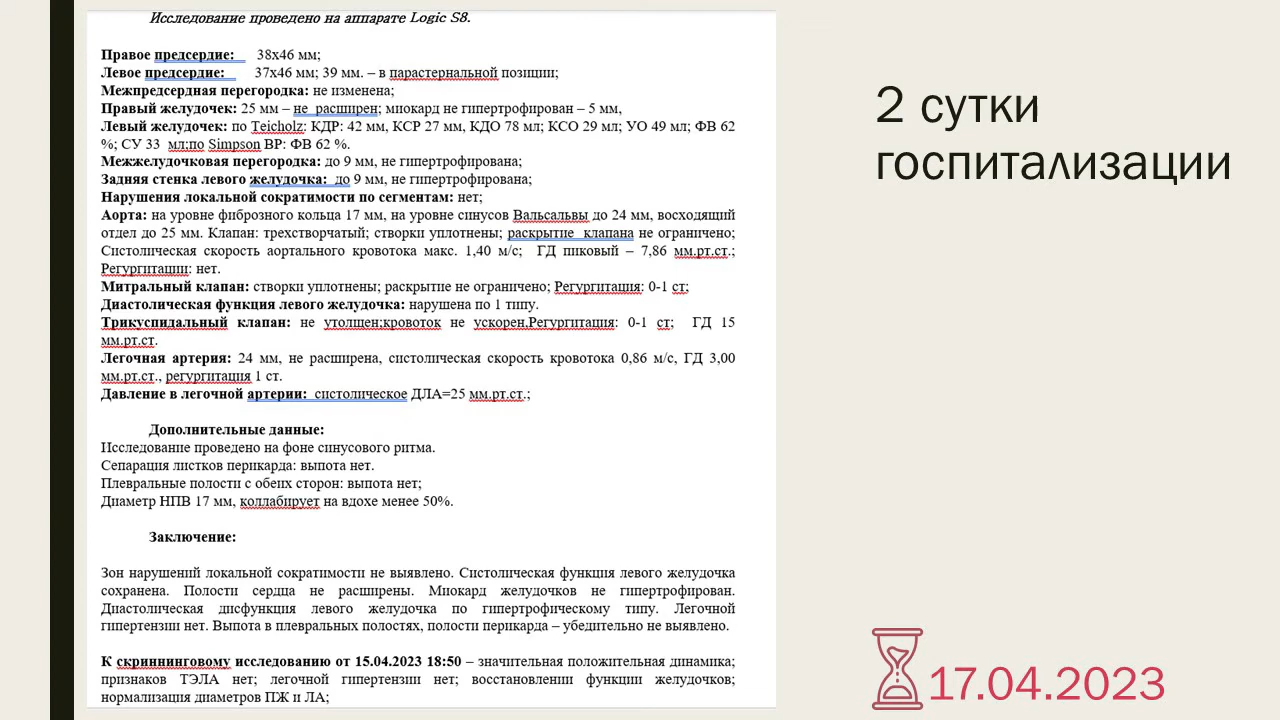 Исследование проведено на аппарате Logic S8.
Правое предсердие: 38х46 мм;
Левое предсердие: 37х46 мм; 39 мм. – в парастернальной позиции;
Межпредсердная перегородка: не изменена;
Правый желудочек: 25 мм – не расширен; миокард не гипертрофирован – 5 мм,
Левый желудочек: по Teicholz: КДР: 42 мм, КСР 27 мм, КДО 78 мл; КСО 29 мл; УО 49 мл; ФВ 62
%; СУ 33 мл:по Simpson BP: ФВ 62 %.
Межжелудочковая перегородка: до 9 мм, не гипертрофирована;
Задняя стенка левого желудочка: до 9 мм, не гипертрофирована;
Нарушения локальной сократимости по сегментам: нет;
Аорта: на уровне фиброзного кольца 17 мм, на уровне синусов Вальсальвы до 24 мм, восходящий
отдел до 25 мм. Клапан: трехстворчатый; створки уплотнены; раскрытие клапана не ограничено;
Систолическая скорость аортального кровотока макс. 1,40 м/с; ГД пиковый – 7,86 мм.рт.ст.;
Регургитации: нет.
Митральный клапан: створки уплотнены; раскрытие не ограничено; Регургитация: 0-1 ст;
Диастолическая функция левого желудочка: нарушена по 1 типу.
Трикуспидальный клапан: не утолщен;кровоток не ускорен,Регургитация: 0-1 ст; ГД 15
мм.рт.ст.
Легочная артерия: 24 мм, не расширена, систолическая скорость кровотока 0,86 м/с, ГД 3,00
мм.рт.ст., регургитация 1 ст.
Давление в легочной артерии: систолическое ДЛА=25 мм.рт.ст.;
Дополнительные данные:
Исследование проведено на фоне синусового ритма.
Сепарация листков перикарда: выпота нет.
Плевральные полости с обеих сторон: выпота нет;
Диаметр НПВ 17 мм, коллабирует на вдохе менее 50%.
Заключение:
Зон нарушений локальной сократимости не выявлено. Систолическая функция левого желудочка
сохранена. Полости сердца не расширены. Миокард желудочков не гипертрофирован.
Диастолическая дисфункция левого желудочка по гипертрофическому типу. Легочной
гипертензии нет. Выпота в плевральных полостях, полости перикарда – убедительно не выявлено.
К скриннинговому исследованию от 15.04.2023 18:50 – значительная положительная динамика;
признаков ТЭЛА нет; легочной гипертензии нет; восстановлении функции желудочков;
нормализация диаметров ПЖ и ЛА;
2 сутки
госпитализации
17.04.2023